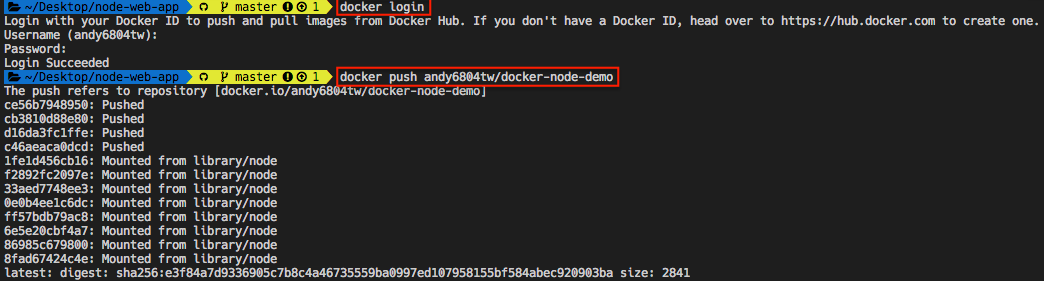 ~/Desktop/node-web-app master 1 docker login
Login with your Docker ID to push and pull images from Docker Hub. If you don't have a Docker ID, head over to https://hub.docker.com to create one.
Username (andy6804tw):
Password:
Login Succeeded
~/Desktop/node-web-app master 1 docker push andy6804tw/docker-node-demo
The push refers to repository [docker.io/andy6804tw/docker-node-demo]
ce56b7948950: Pushed
cb3810d88e80: Pushed
d16da3fc1ffe: Pushed
c46aeaca0dcd: Pushed
1fe1d456cb16: Mounted from library/node
f2892fc2097e: Mounted from library/node
33aed7748ee3: Mounted from library/node
0e0b4ee1c6dc: Mounted from library/node
ff57bdb79ac8: Mounted from library/node
6e5e20cbf4a7: Mounted from library/node
86985c679800: Mounted from library/node
8fad67424c4e: Mounted from library/node
latest: digest: sha256:e3f84a7d9336905c7b8c4a46735559ba0997ed107958155bf584abec920903ba size: 2841